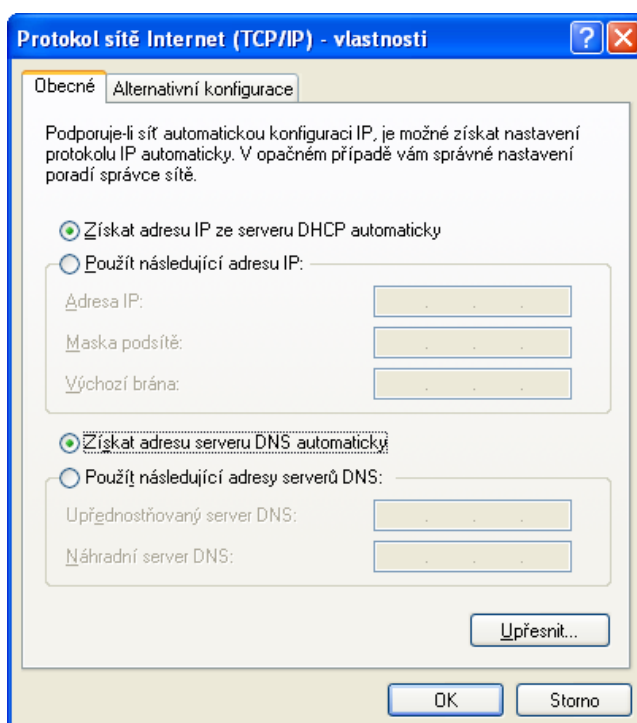 Protokol sítě Internet (TCP/IP) - vlastnosti
Obecné
Alternativní konfigurace
Podporuje-li síť automatickou konfiguraci IP, je možné získat nastavení
protokolu IP automaticky. V opačném případě vám správné nastavení
poradí správce sítě.
Získat adresu IP ze serveru DHCP automaticky
Použít následující adresu IP:
Adresa IP:
Maska podsítě:
Výchozí brána:
Získat adresu serveru DNS automaticky
Použít následující adresy serverů DNS:
Upřednostňovaný server DNS:
Náhradní server DNS:
Upřesnit...
OK
Storno